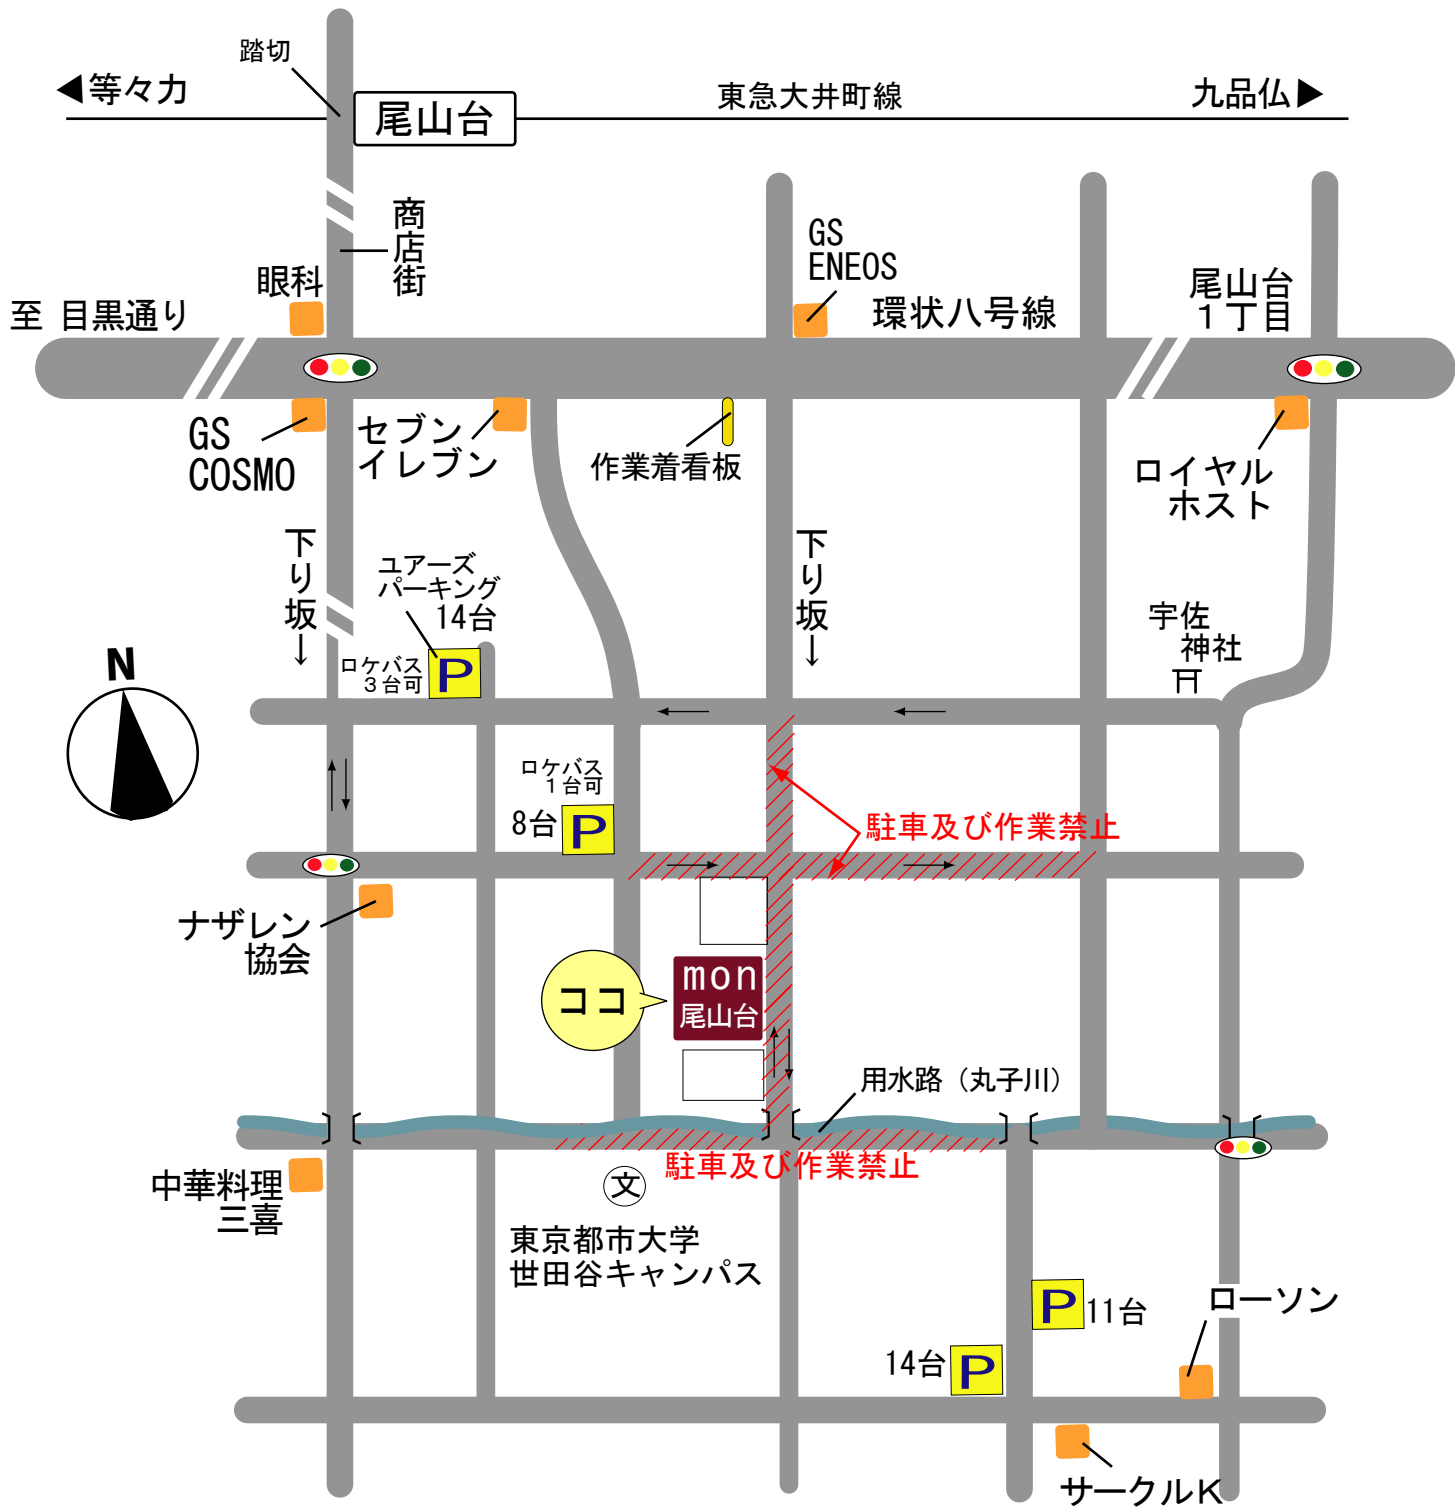 踏切
◀等々力
尾山台
東急大井町線
九品仏▶
商店街
GS
ENEOS
眼科
尾山台
1丁目
至 目黒通り
環状八号線
GS
COSMO
セブン
イレブン
作業着看板
ロイヤル
ホスト
下り坂→
ユアーズ
パーキング
14台
下り坂→
宇佐
神社
ロケバス
3台可
P
N
ロケバス
1台可
8台
P
駐車及び作業禁止
ナザレン
協会
ココ
mon
尾山台
用水路（丸子川）
駐車及び作業禁止
中華料理
三喜
文
東京都市大学
世田谷キャンパス
P
11台
ローソン
14台
P
サークルK